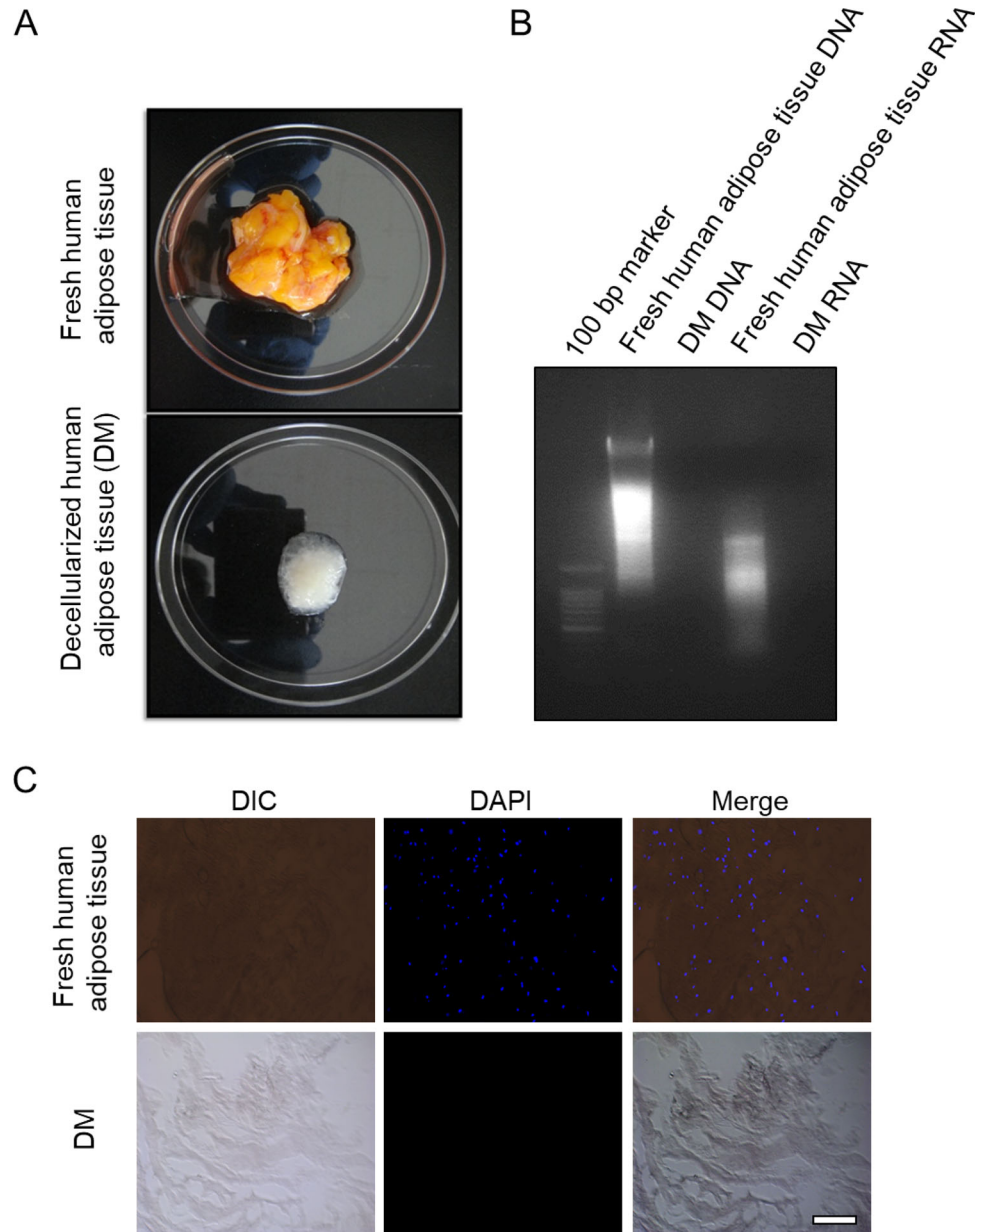 A
B
Fresh human
adipose tissue
Decellularized human
adipose tissue (DM)
100 bp marker
Fresh human adipose tissue DNA
DM DNA
Fresh human adipose tissue RNA
DM RNA
C
DIC
DAPI
Merge
Fresh human
adipose tissue
DM